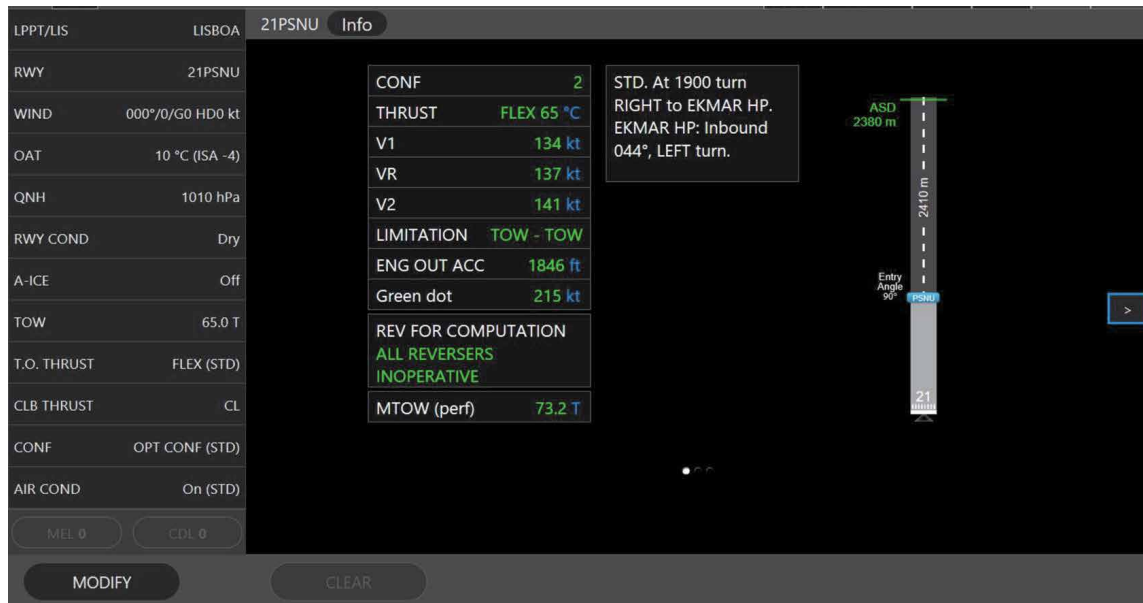 LPPT/LIS LISBOA
RWY 21PSNU
WIND 000°/0/G0 HD0 kt
OAT 10 °C (ISA -4)
QNH 1010 hPa
RWY COND Dry
A-ICE Off
TOW 65.0 T
T.O. THRUST FLEX (STD)
CLB THRUST CL
CONF OPT CONF (STD)
AIR COND On (STD)
MEL 0 CDL 0
MODIFY CLEAR
21PSNU Info
CONF 2
THRUST FLEX 65 °C
V1 134 kt
VR 137 kt
V2 141 kt
LIMITATION TOW - TOW
ENG OUT ACC 1846 ft
Green dot 215 kt
REV FOR COMPUTATION
ALL REVERSERS
INOPERATIVE
MTOW (perf) 73.2 T
STD. At 1900 turn
RIGHT to EKMAR HP.
EKMAR HP: Inbound
044°, LEFT turn.
ASD
2380 m
2410 m
Entry
Angle
90°
PSNU
21
>